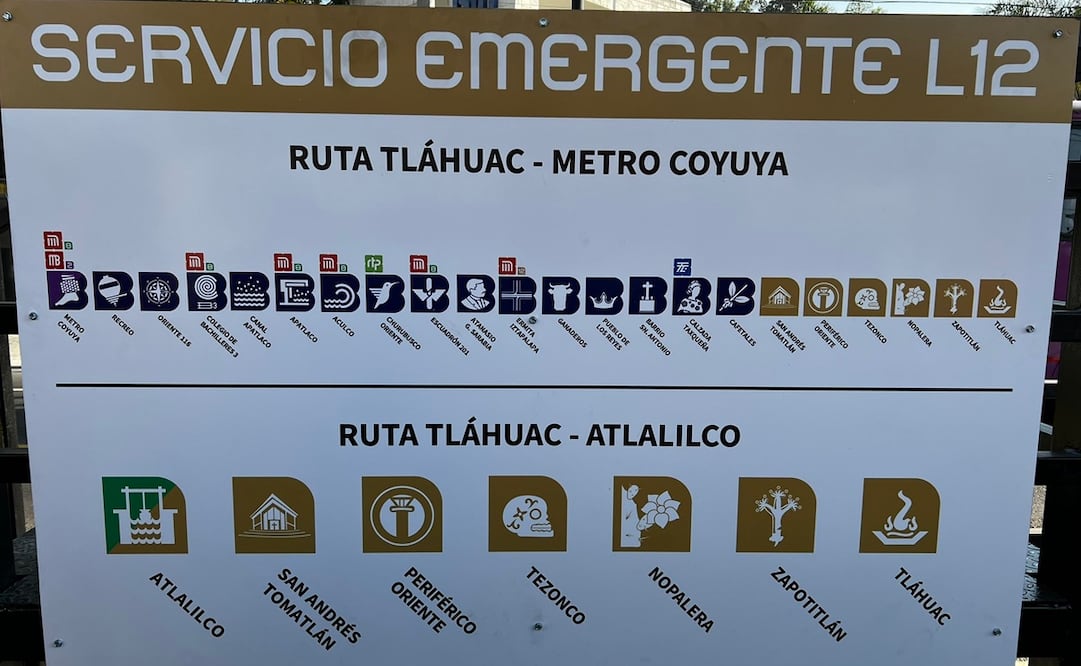 SERVICIO EMERGENTE L12
RUTA TLÁHUAC - METRO COYUYA
METRO
COYUYA
RECREO
ORIENTE 116
COLEGIO DE
BACHILLERES 3
CANAL
APATLACO
APATLACO
ACULCO
CHURUBUSCO
ORIENTE
ESCUADRÓN 201
ATANASIO
G. SARABIA
ERMITA
IZTAPALAPA
GANADEROS
PUEBLO DE
LOS REYES
BARRIO
SN. ANTONIO
CALZADA
TAXQUEÑA
CAFETALES
SAN ANDRÉS
TOMATLÁN
PERIFÉRICO
ORIENTE
TEZONCO
NOPALERA
ZAPOTITLÁN
TLÁHUAC
RUTA TLÁHUAC - ATLALILCO
ATLALILCO
SAN ANDRÉS
TOMATLÁN
PERIFÉRICO
ORIENTE
TEZONCO
NOPALERA
ZAPOTITLÁN
TLÁHUAC